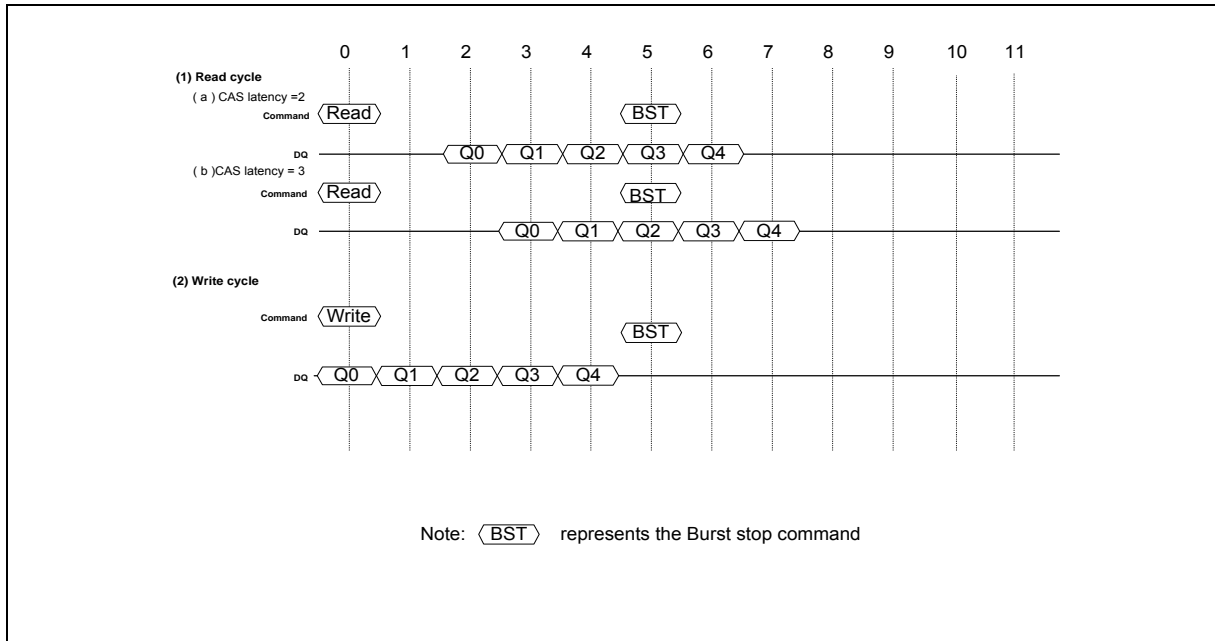 0 1 2 3 4 5 6 7 8 9 10 11
(1) Read cycle
( a ) CAS latency =2
Command Read BST
DQ Q0 Q1 Q2 Q3 Q4
( b )CAS latency = 3
Command Read BST
DQ Q0 Q1 Q2 Q3 Q4
(2) Write cycle
Command Write BST
DQ Q0 Q1 Q2 Q3 Q4
Note: BST represents the Burst stop command